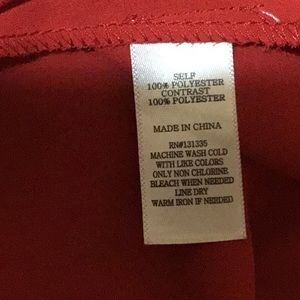 SELF
100% POLYESTER
CONTRAST
100% POLYESTER
MADE IN CHINA
RN#131335
MACHINE WASH COLD
WITH LIKE COLORS
ONLY NON CHLORINE
BLEACH WHEN NEEDED
LINE DRY
WARM IRON IF NEEDED